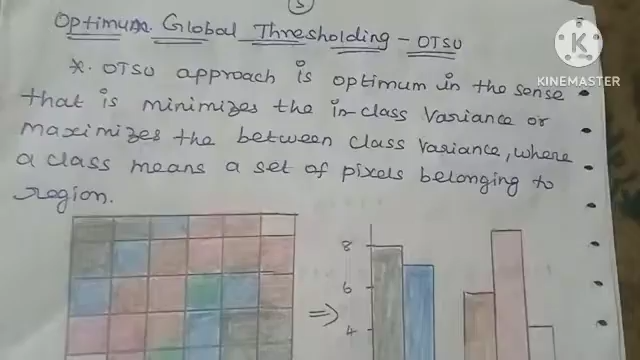 5
Optimum Global Thresholding - OTSU
*. OTSU approach is optimum in the sense
that is minimizes the in-class Variance or
maximizes the between class variance, where
a class means a set of pixels belonging to
region.
8
6
4
K
KINEMASTER